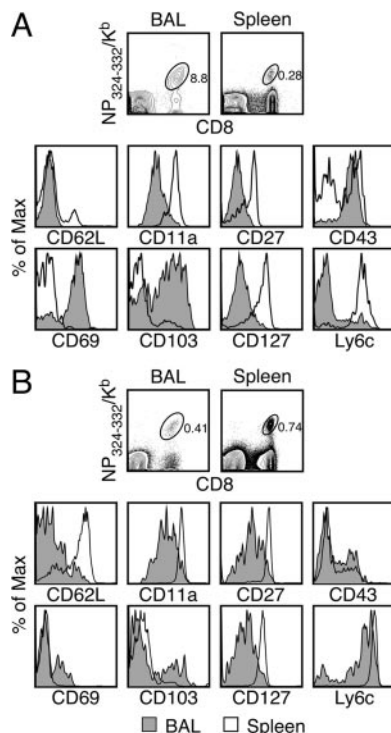 A
BAL Spleen
NP324-332/Kb
8.8 0.28
CD8
% of Max
CD62L CD11a CD27 CD43
CD69 CD103 CD127 Ly6c
B
BAL Spleen
NP324-332/Kb
0.41 0.74
CD8
% of Max
CD62L CD11a CD27 CD43
CD69 CD103 CD127 Ly6c
BAL Spleen